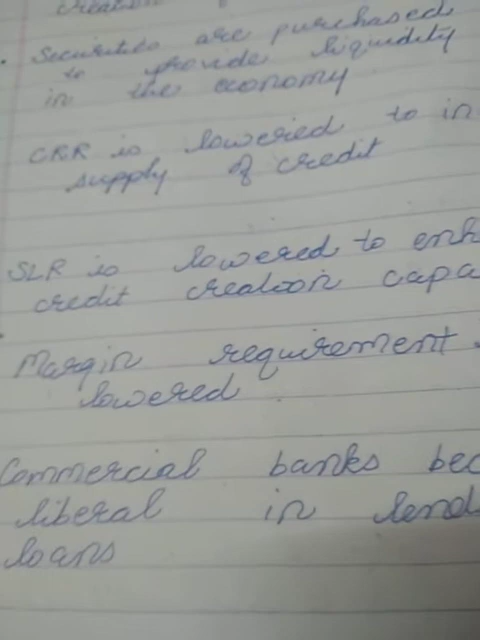 creation
. Securities are purchased
to provide liquidity
in the economy
CRR is lowered to in
supply of credit
SLR is lowered to enh
credit creation capa
Margin requirement
lowered
Commercial banks bec
liberal in lend
loans